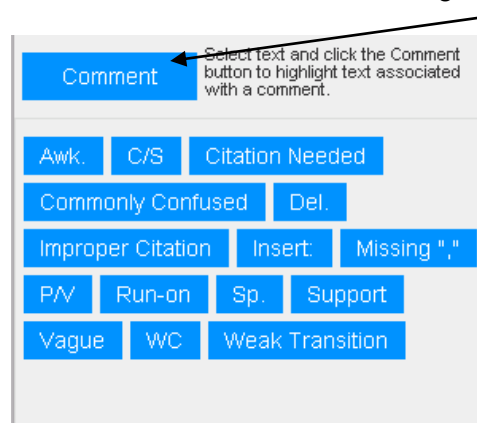 Comment
Select text and click the Comment
button to highlight text associated
with a comment.
Awk. C/S Citation Needed
Commonly Confused Del.
Improper Citation Insert: Missing ","
P/V Run-on Sp. Support
Vague WC Weak Transition